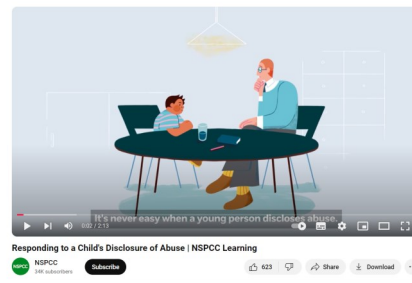 It's never easy when a young person discloses abuse.
0:02 / 2:13
Responding to a Child's Disclosure of Abuse | NSPCC Learning
NSPCC
NSPCC
34K subscribers
Subscribe
623
Share
Download